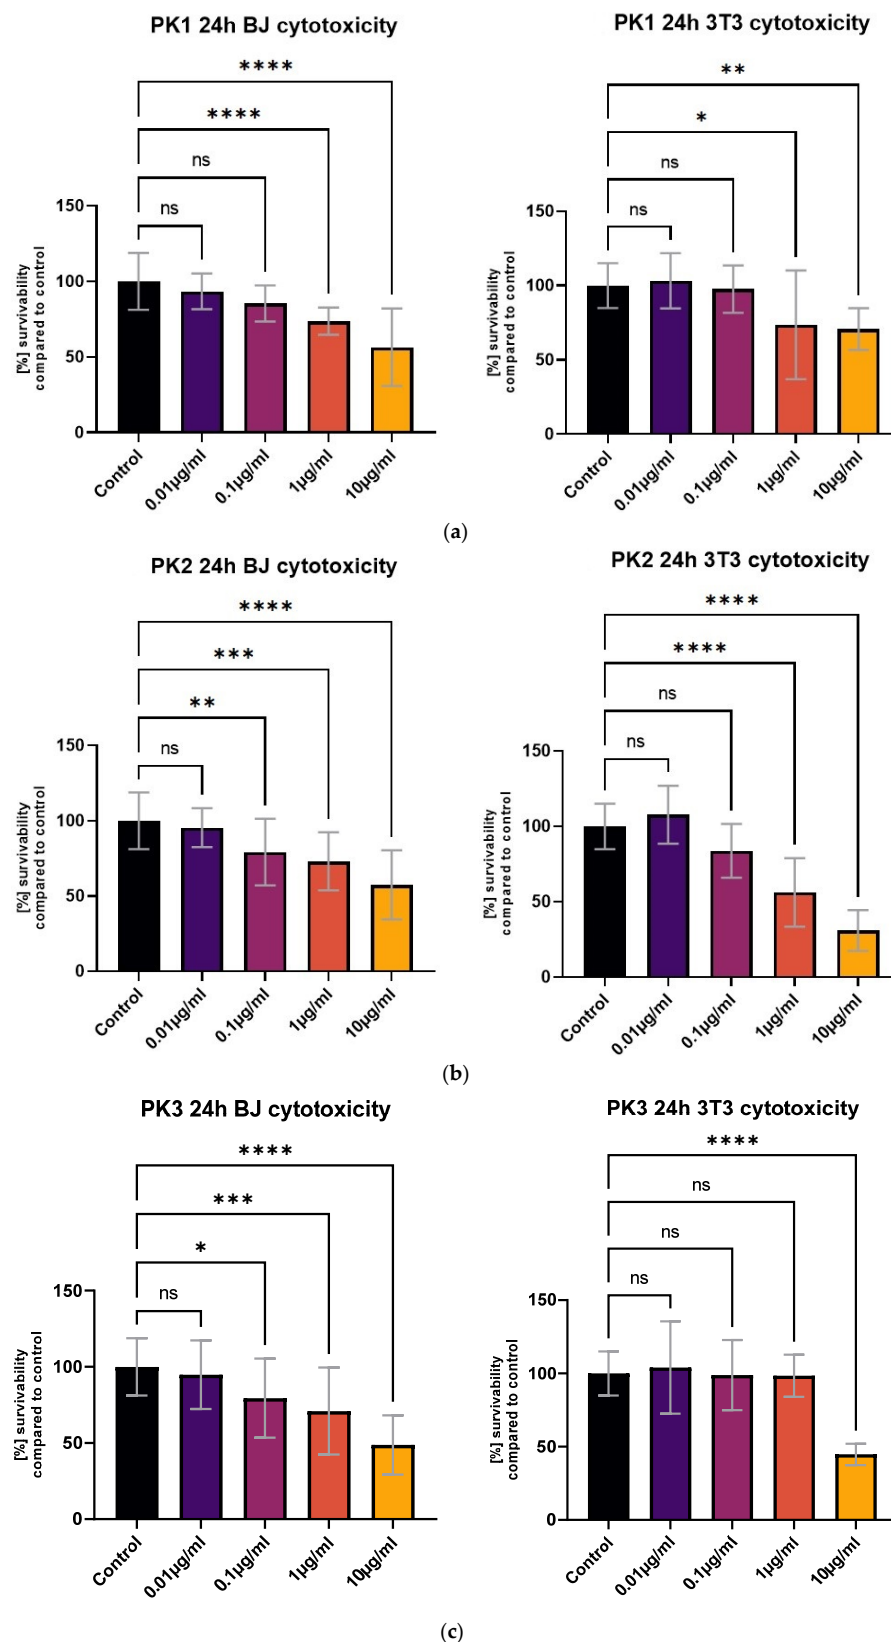 PK1 24h BJ cytotoxicity
****
****
ns
ns
150
100
50
0
[%] survivability
compared to control
Control
0.01µg/ml
0.1µg/ml
1µg/ml
10µg/ml
PK1 24h 3T3 cytotoxicity
**
*
ns
ns
150
100
50
0
[%] survivability
compared to control
Control
0.01µg/ml
0.1µg/ml
1µg/ml
10µg/ml
(a)
PK2 24h BJ cytotoxicity
****
***
**
ns
150
100
50
0
[%] survivability
compared to control
Control
0.01µg/ml
0.1µg/ml
1µg/ml
10µg/ml
PK2 24h 3T3 cytotoxicity
****
****
ns
ns
150
100
50
0
[%] survivability
compared to control
Control
0.01µg/ml
0.1µg/ml
1µg/ml
10µg/ml
(b)
PK3 24h BJ cytotoxicity
****
***
*
ns
150
100
50
0
[%] survivability
compared to control
Control
0.01µg/ml
0.1µg/ml
1µg/ml
10µg/ml
PK3 24h 3T3 cytotoxicity
****
ns
ns
ns
150
100
50
0
[%] survivability
compared to control
Control
0.01µg/ml
0.1µg/ml
1µg/ml
10µg/ml
(c)